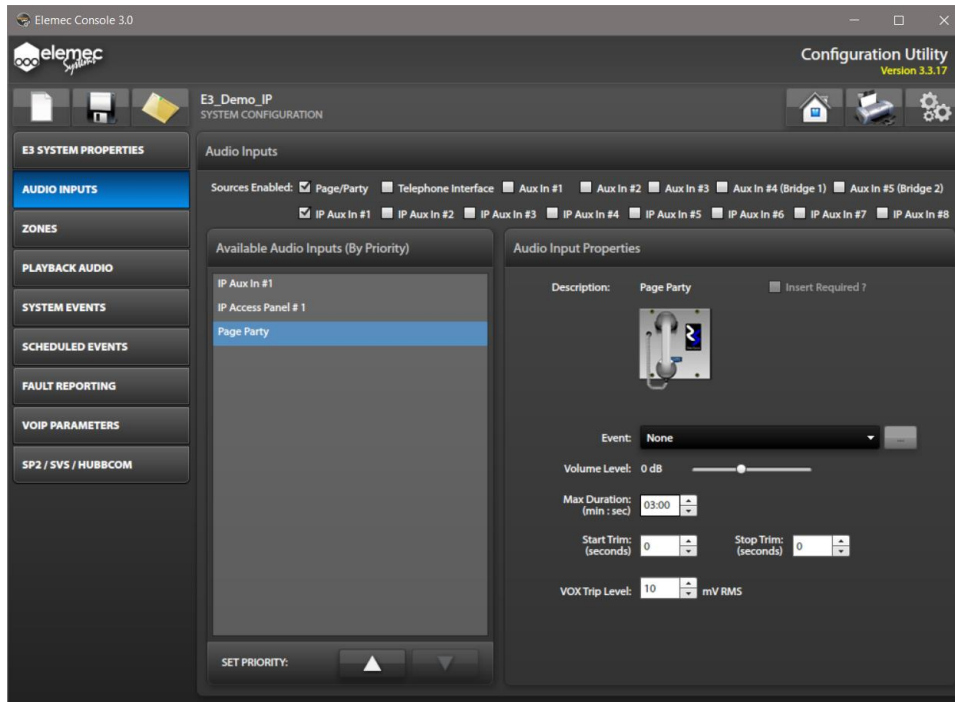 Elemec Console 3.0
elemec
Systems
Configuration Utility
Version 3.3.17
E3_Demo_IP
SYSTEM CONFIGURATION
E3 SYSTEM PROPERTIES
AUDIO INPUTS
ZONES
PLAYBACK AUDIO
SYSTEM EVENTS
SCHEDULED EVENTS
FAULT REPORTING
VOIP PARAMETERS
SP2 / SVS / HUBBCOM
Audio Inputs
Sources Enabled: Page/Party Telephone Interface Aux In #1 Aux In #2 Aux In #3 Aux In #4 (Bridge 1) Aux In #5 (Bridge 2)
IP Aux In #1 IP Aux In #2 IP Aux In #3 IP Aux In #4 IP Aux In #5 IP Aux In #6 IP Aux In #7 IP Aux In #8
Available Audio Inputs (By Priority)
IP Aux In #1
IP Access Panel # 1
Page Party
SET PRIORITY:
Audio Input Properties
Description: Page Party Insert Required ?
Event: None ...
Volume Level: 0 dB
Max Duration: (min : sec) 03:00
Start Trim: (seconds) 0 Stop Trim: (seconds) 0
VOX Trip Level: 10 mV RMS